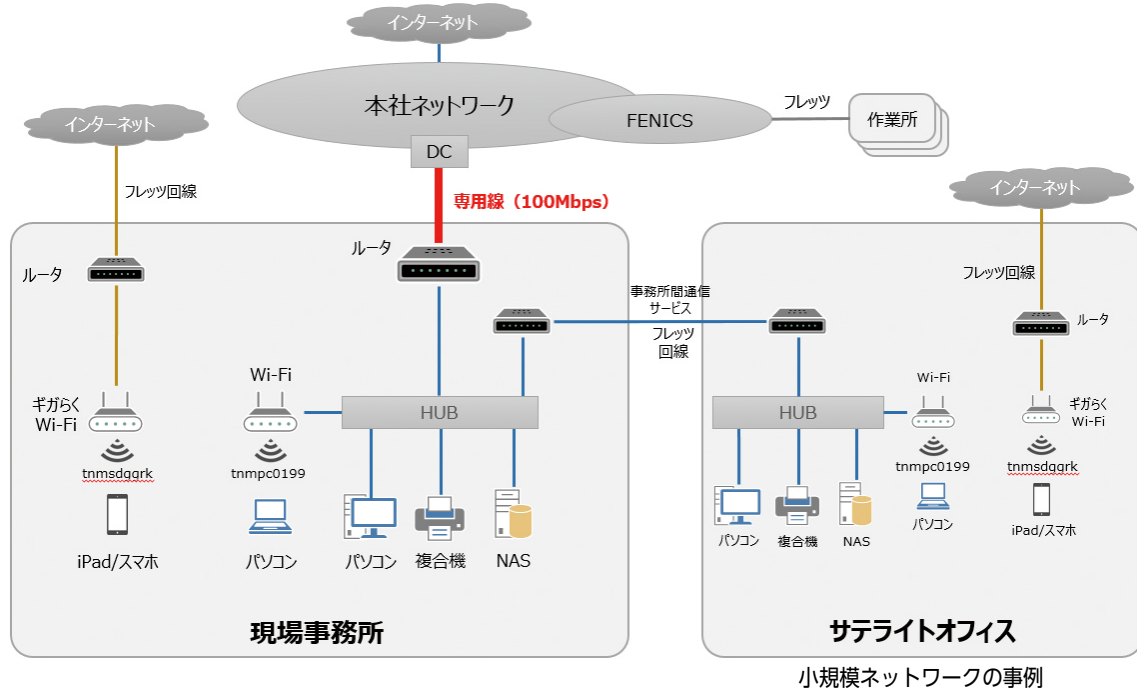 インターネット
本社ネットワーク
FENICS
フレッツ
作業所
DC
インターネット
フレッツ回線
専用線（100Mbps）
インターネット
フレッツ回線
ルータ
ルータ
事務所間通信
サービス
フレッツ
回線
ルータ
ギガらく
Wi-Fi
tnmsdggrk
iPad/スマホ
Wi-Fi
tnmpc0199
パソコン
HUB
パソコン
複合機
NAS
現場事務所
HUB
パソコン
複合機
NAS
Wi-Fi
tnmpc0199
パソコン
ギガらく
Wi-Fi
tnmsdggrk
iPad/スマホ
サテライトオフィス
小規模ネットワークの事例